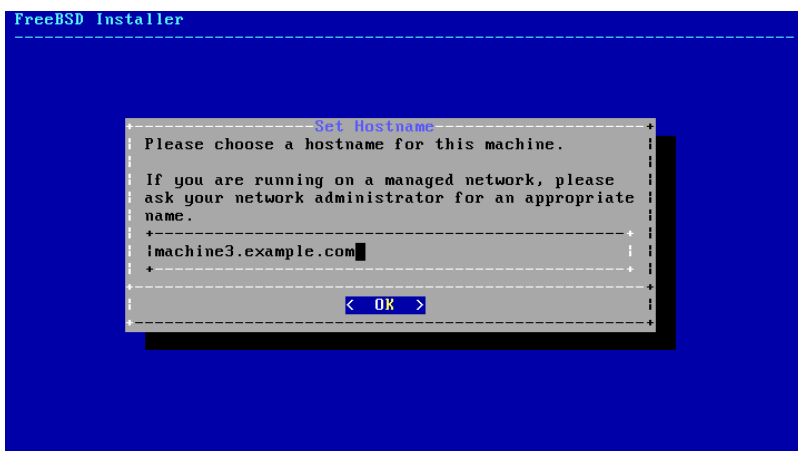 FreeBSD Installer
Set Hostname
Please choose a hostname for this machine.
If you are running on a managed network, please
ask your network administrator for an appropriate
name.
machine3.example.com
< OK >